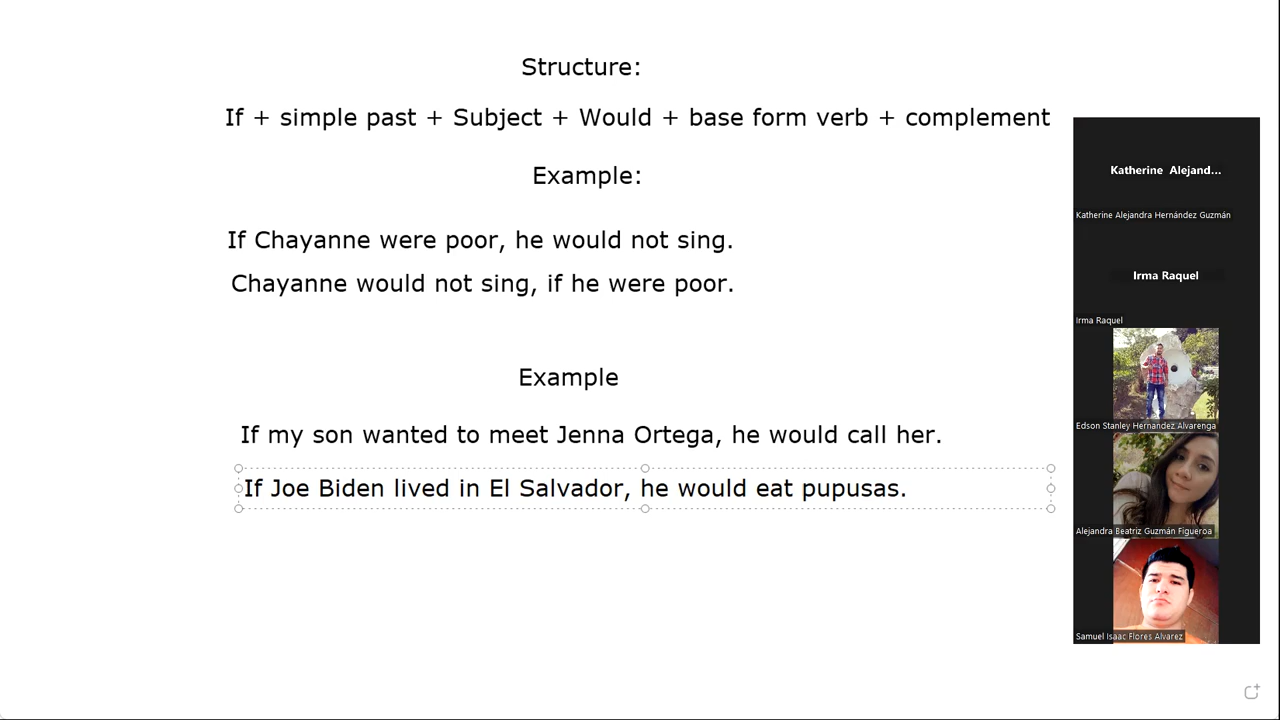 Structure:
If + simple past + Subject + Would + base form verb + complement
Example:
If Chayanne were poor, he would not sing.
Chayanne would not sing, if he were poor.
Example
If my son wanted to meet Jenna Ortega, he would call her.
If Joe Biden lived in El Salvador, he would eat pupusas.
Katherine Alejand...
Katherine Alejandra Hernández Guzmán
Irma Raquel
Irma Raquel
Edson Stanley Hernandez Alvarenga
Alejandra Beatriz Guzmán Figueroa
Samuel Isaac Flores Alvarez